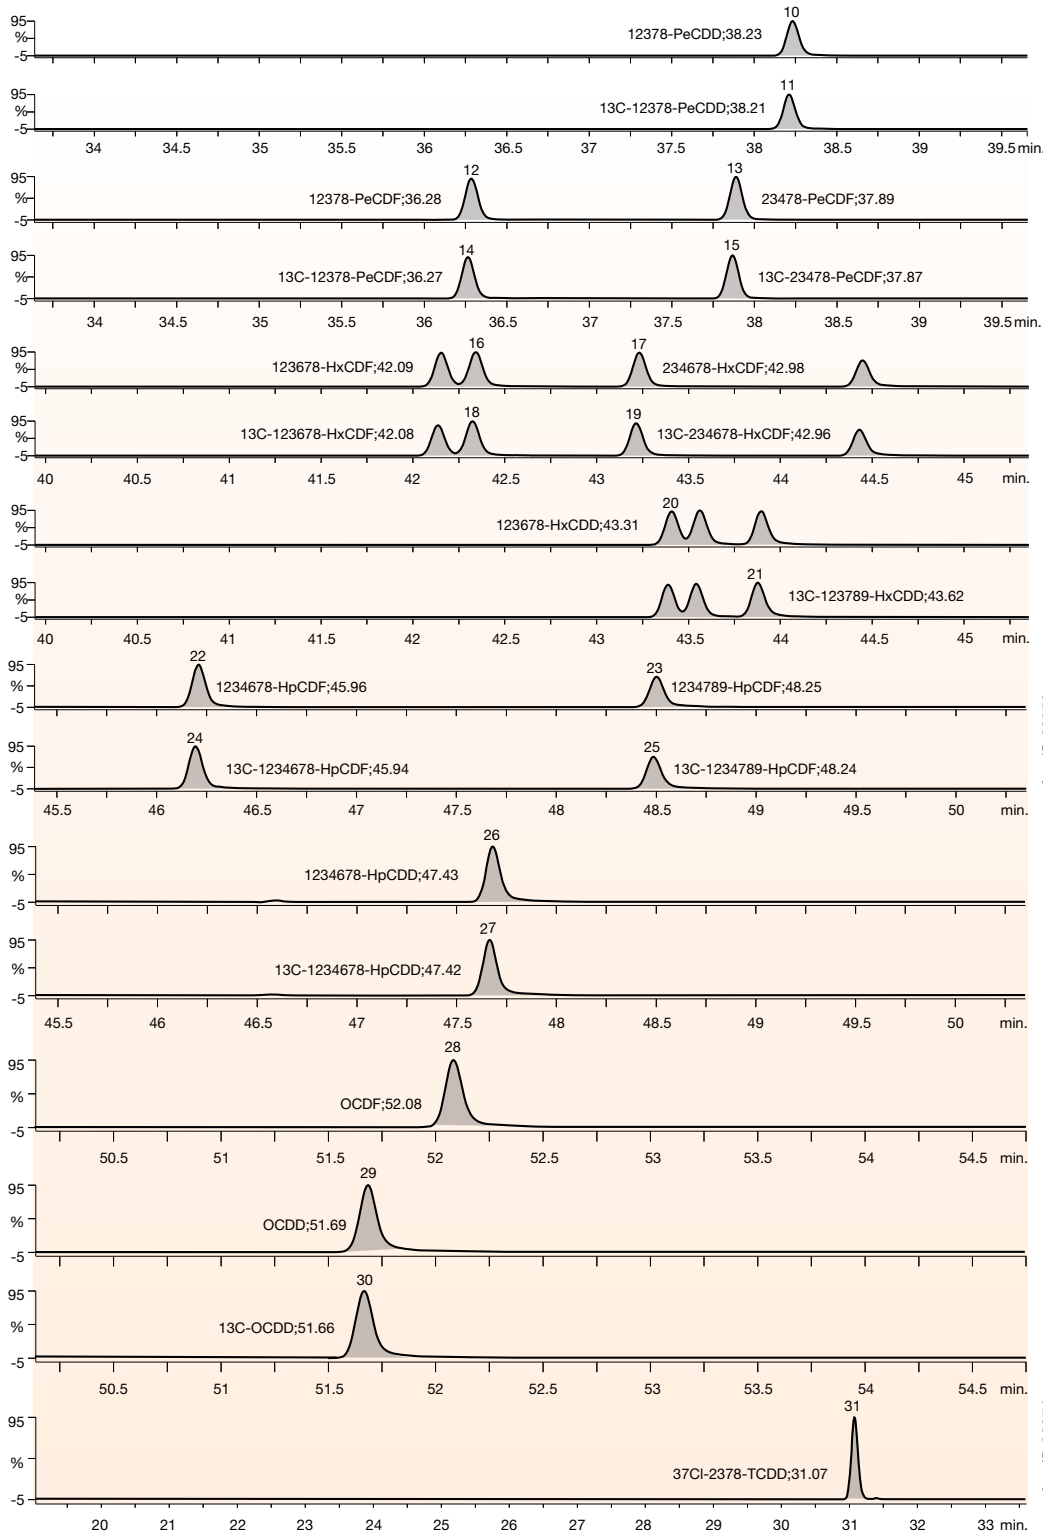 10
95
%
-5
12378-PeCDD;38.23
11
95
%
-5
13C-12378-PeCDD;38.21
34 34.5 35 35.5 36 36.5 37 37.5 38 38.5 39 39.5 min.
12 13
95
%
-5
12378-PeCDF;36.28 23478-PeCDF;37.89
14 15
95
%
-5
13C-12378-PeCDF;36.27 13C-23478-PeCDF;37.87
34 34.5 35 35.5 36 36.5 37 37.5 38 38.5 39 39.5 min.
16 17
95
%
-5
123678-HxCDF;42.09 234678-HxCDF;42.98
18 19
95
%
-5
13C-123678-HxCDF;42.08 13C-234678-HxCDF;42.96
40 40.5 41 41.5 42 42.5 43 43.5 44 44.5 45 min.
20
95
%
-5
123678-HxCDD;43.31
21
95
%
-5
13C-123789-HxCDD;43.62
40 40.5 41 41.5 42 42.5 43 43.5 44 44.5 45 min.
22 23
95
%
-5
1234678-HpCDF;45.96 1234789-HpCDF;48.25
24 25
95
%
-5
13C-1234678-HpCDF;45.94 13C-1234789-HpCDF;48.24
45.5 46 46.5 47 47.5 48 48.5 49 49.5 50 min.
26
95
%
-5
1234678-HpCDD;47.43
27
95
%
-5
13C-1234678-HpCDD;47.42
45.5 46 46.5 47 47.5 48 48.5 49 49.5 50 min.
28
95
%
-5
OCDF;52.08
50.5 51 51.5 52 52.5 53 53.5 54 54.5 min.
29
95
%
-5
OCDD;51.69
30
95
%
-5
13C-OCDD;51.66
50.5 51 51.5 52 52.5 53 53.5 54 54.5 min.
31
95
%
-5
37Cl-2378-TCDD;31.07
20 21 22 23 24 25 26 27 28 29 30 31 32 33 min.